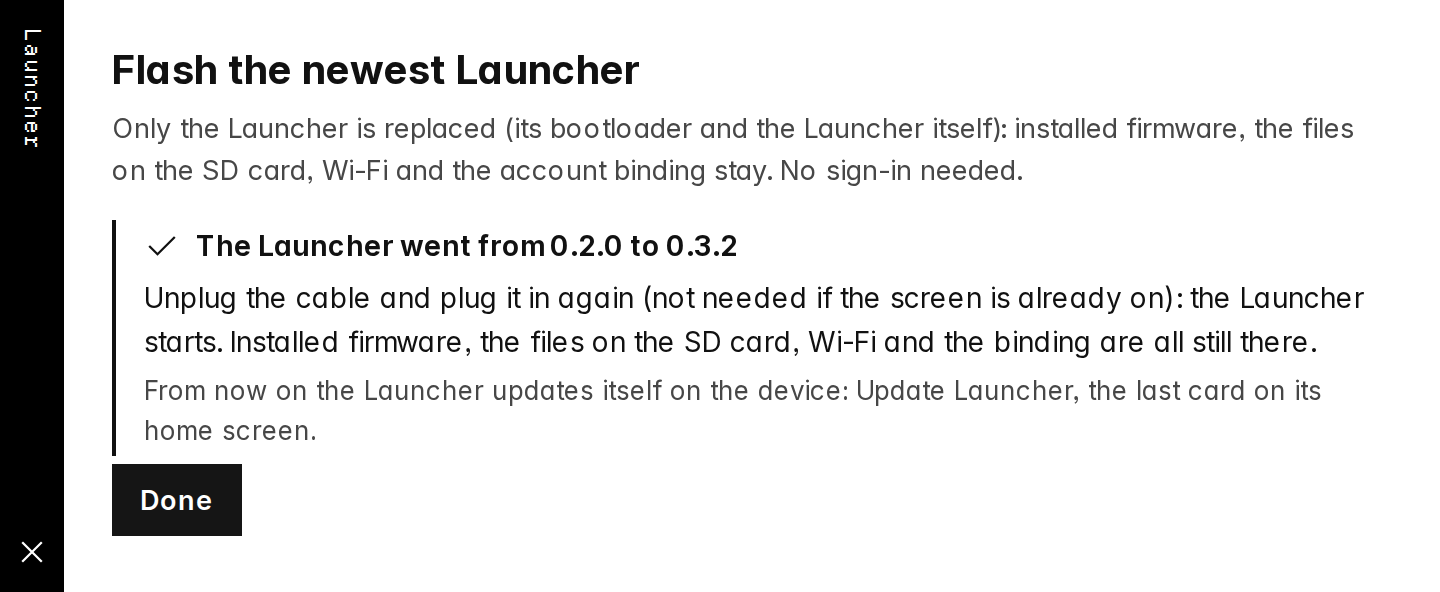 Launcher
Flash the newest Launcher
Only the Launcher is replaced (its bootloader and the Launcher itself): installed firmware, the files
on the SD card, Wi-Fi and the account binding stay. No sign-in needed.
The Launcher went from 0.2.0 to 0.3.2
Unplug the cable and plug it in again (not needed if the screen is already on): the Launcher
starts. Installed firmware, the files on the SD card, Wi-Fi and the binding are all still there.
From now on the Launcher updates itself on the device: Update Launcher, the last card on its
home screen.
Done